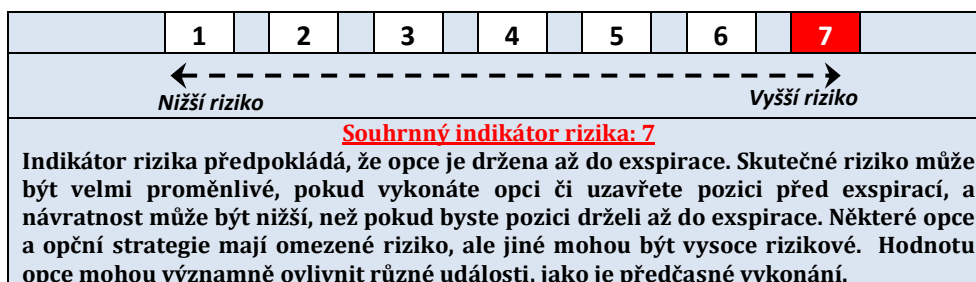 1 2 3 4 5 6 7
Nižší riziko Vyšší riziko
Souhrnný indikátor rizika: 7
Indikátor rizika předpokládá, že opce je držena až do exspirace. Skutečné riziko může
být velmi proměnlivé, pokud vykonáte opci či uzavřete pozici před exspirací, a
návratnost může být nižší, než pokud byste pozici drželi až do exspirace. Některé opce
a opční strategie mají omezené riziko, ale jiné mohou být vysoce rizikové. Hodnotu
opce mohou významně ovlivnit různé události, jako je předčasné vykonání.